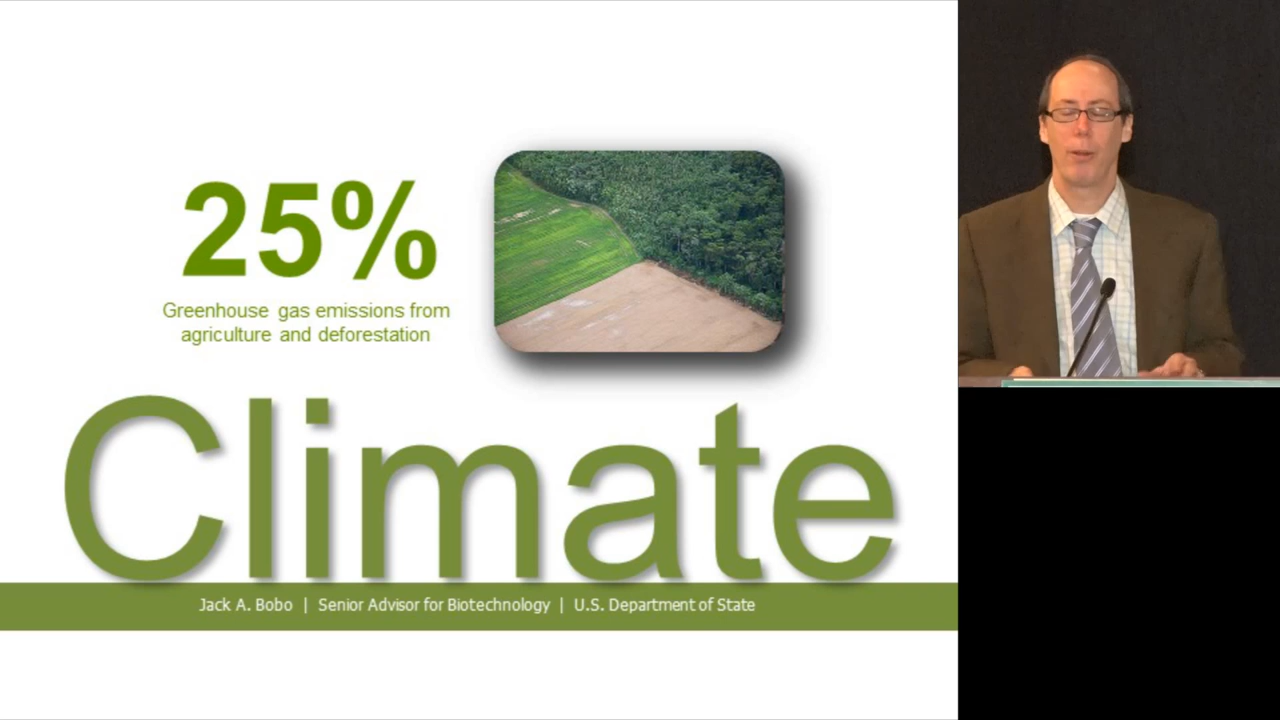 25%
Greenhouse gas emissions from
agriculture and deforestation
Climate
Jack A. Bobo | Senior Advisor for Biotechnology | U.S. Department of State